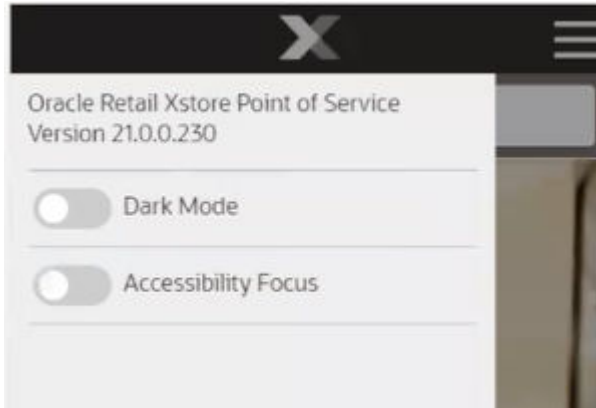 Oracle Retail Xstore Point of Service
Version 21.0.0.230
Dark Mode
Accessibility Focus